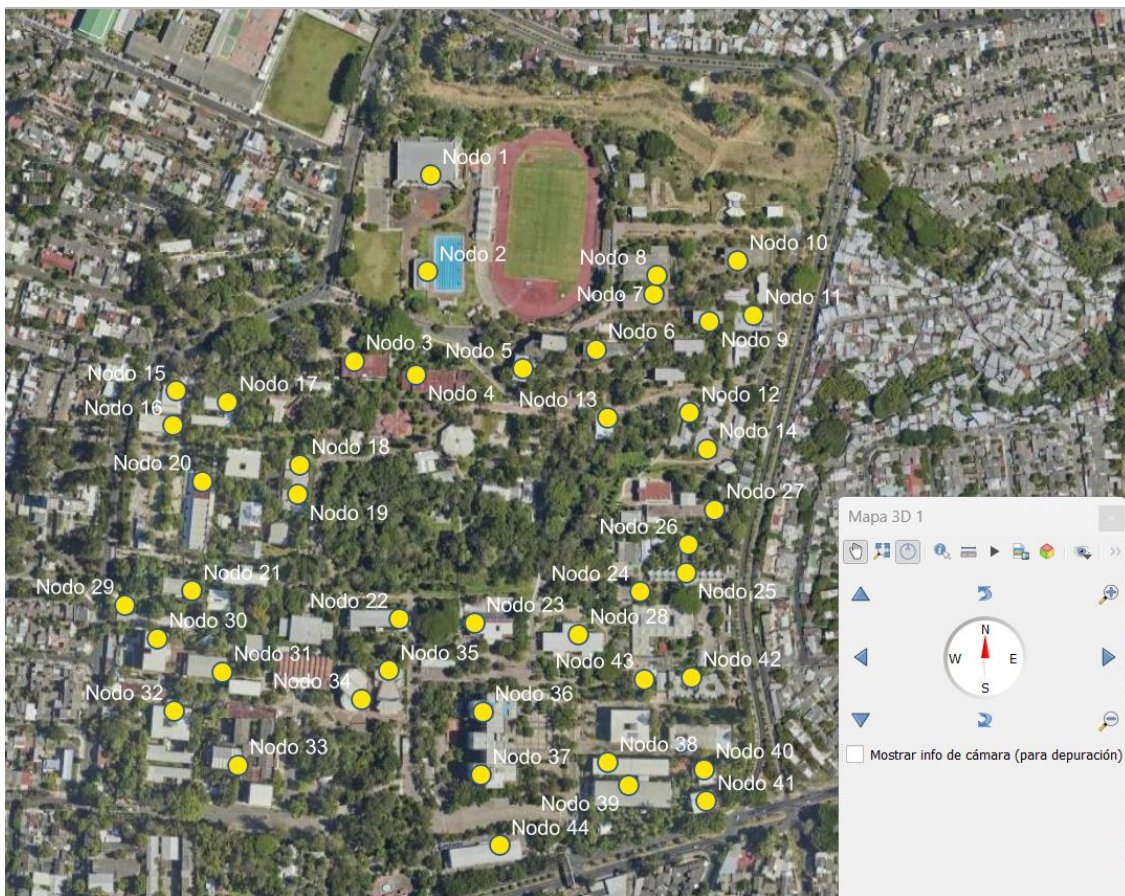 Nodo 1
Nodo 2
Nodo 10
Nodo 8
Nodo 7
Nodo 11
Nodo 6
Nodo 9
Nodo 3
Nodo 5
Nodo 4
Nodo 15
Nodo 17
Nodo 16
Nodo 13
Nodo 12
Nodo 14
Nodo 18
Nodo 20
Nodo 19
Nodo 27
Nodo 26
Mapa 3D 1
Nodo 24
Nodo 25
Nodo 21
Nodo 29
Nodo 22
Nodo 23
Nodo 28
Nodo 30
N
W E
S
Nodo 31
Nodo 35
Nodo 43
Nodo 42
Nodo 34
Nodo 32
Nodo 36
Nodo 33
Nodo 38
Nodo 40
Mostrar info de cámara (para depuración)
Nodo 37
Nodo 41
Nodo 39
Nodo 44